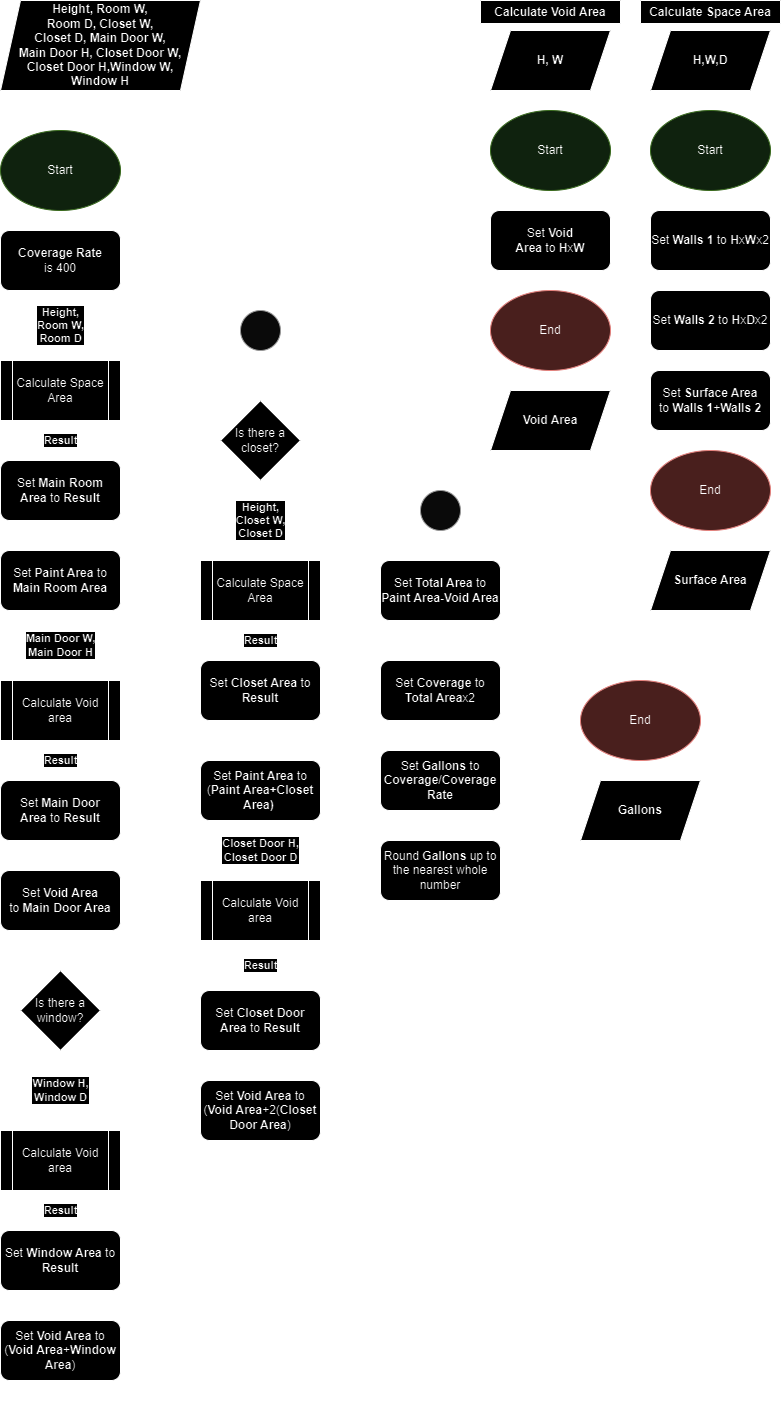 Height, Room W,
Room D, Closet W,
Closet D, Main Door W,
Main Door H, Closet Door W,
Closet Door H,Window W,
Window H
Start
Coverage Rate
is 400
Height,
Room W,
Room D
Calculate Space
Area
Result
Set Main Room
Area to Result
Set Paint Area to
Main Room Area
Main Door W,
Main Door H
Calculate Void
area
Result
Set Main Door
Area to Result
Set Void Area
to Main Door Area
Is there a
window?
Window H,
Window D
Calculate Void
area
Result
Set Window Area to
Result
Set Void Area to
(Void Area+Window
Area)
Is there a
closet?
Height,
Closet W,
Closet D
Calculate Space
Area
Result
Set Closet Area to
Result
Set Paint Area to
(Paint Area+Closet
Area)
Closet Door H,
Closet Door D
Calculate Void
area
Result
Set Closet Door
Area to Result
Set Void Area to
(Void Area+2(Closet
Door Area)
Set Total Area to
Paint Area-Void Area
Set Coverage to
Total Areax2
Set Gallons to
Coverage/Coverage
Rate
Round Gallons up to
the nearest whole
number
End
Gallons
Calculate Void Area
H, W
Start
Set Void
Area to HxW
End
Void Area
Calculate Space Area
H,W,D
Start
Set Walls 1 to HxWx2
Set Walls 2 to HxDx2
Set Surface Area
to Walls 1+Walls 2
End
Surface Area